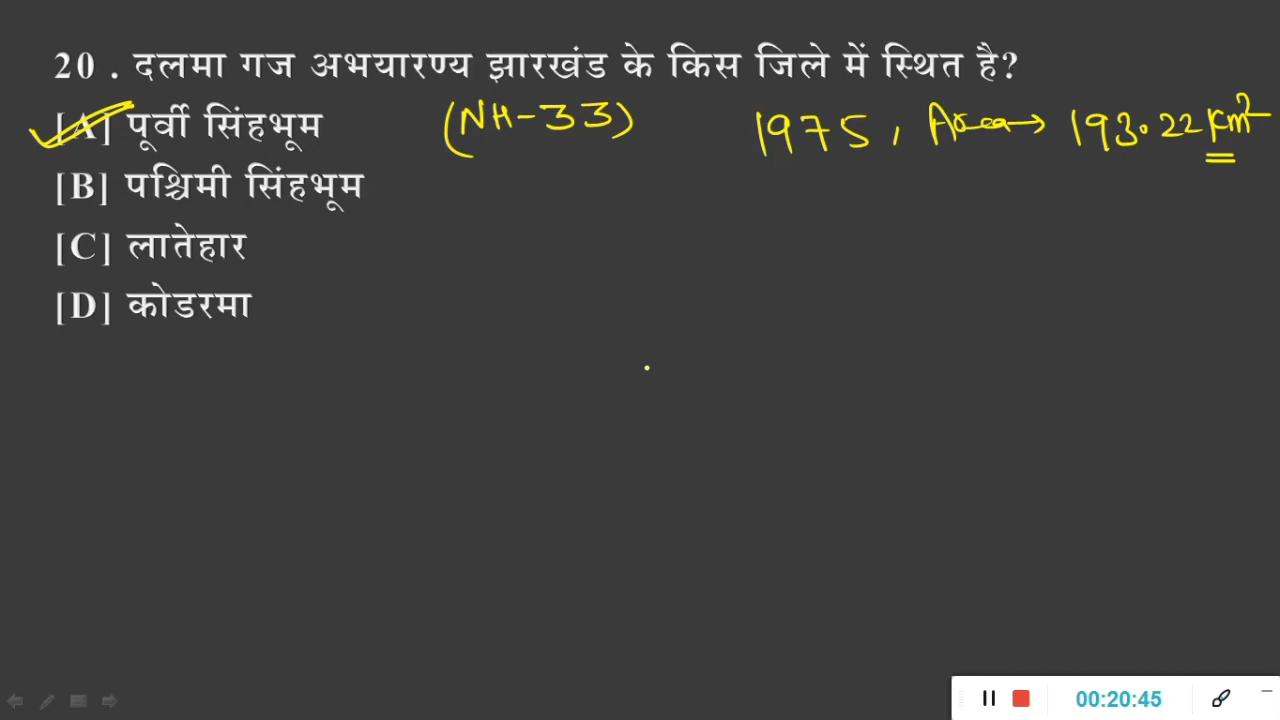 20 . दलमा गज अभयारण्य झारखंड के किस जिले में स्थित है?
[A] पूर्वी सिंहभूम (NH-33) 1975, Area→ 193.22 Km²
[B] पश्चिमी सिंहभूम
[C] लातेहार
[D] कोडरमा
00:20:45